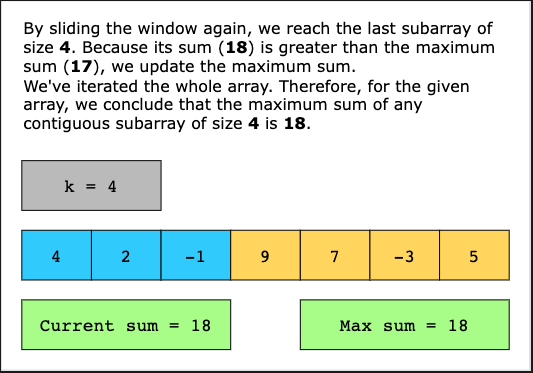 By sliding the window again, we reach the last subarray of
size 4. Because its sum (18) is greater than the maximum
sum (17), we update the maximum sum.
We've iterated the whole array. Therefore, for the given
array, we conclude that the maximum sum of any
contiguous subarray of size 4 is 18.
k = 4
4 2 -1 9 7 -3 5
Current sum = 18 Max sum = 18